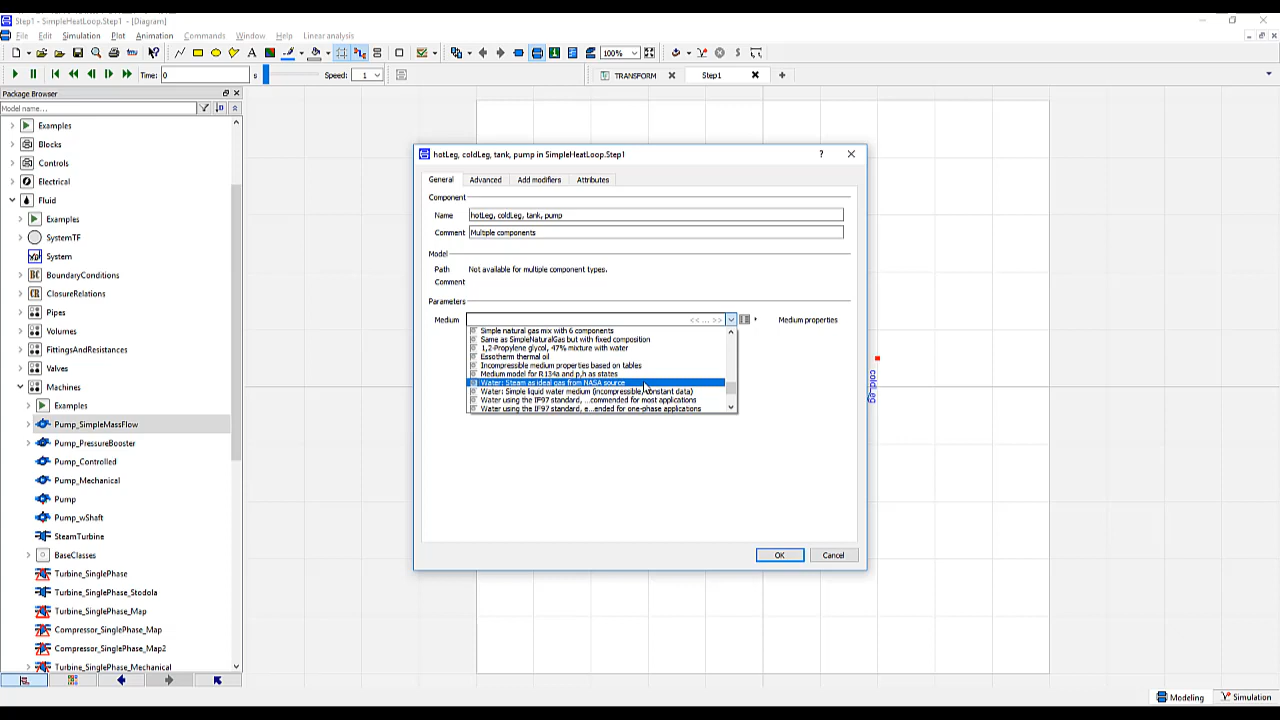 Step1 - SimpleHeatLoop.Step1 - [Diagram]
File Edit Simulation Plot Animation Commands Window Help Linear analysis
100%
Time: 0 s Speed: 1 TRANSFORM Step1
Package Browser
Model name...
Examples
Blocks
Controls
Electrical
Fluid
Examples
SystemTF
System
BoundaryConditions
ClosureRelations
Pipes
Volumes
FittingsAndResistances
Valves
Machines
Examples
Pump_SimpleMassFlow
Pump_PressureBooster
Pump_Controlled
Pump_Mechanical
Pump
Pump_wShaft
SteamTurbine
BaseClasses
Turbine_SinglePhase
Turbine_SinglePhase_Stodola
Turbine_SinglePhase_Map
Compressor_SinglePhase_Map
Compressor_SinglePhase_Map2
Turbine_SinglePhase_Mechanical
hotLeg, coldLeg, tank, pump in SimpleHeatLoop.Step1
General Advanced Add modifiers Attributes
Component
Name hotLeg, coldLeg, tank, pump
Comment Multiple components
Model
Path Not available for multiple component types.
Comment
Parameters
Medium << ... >> Medium properties
Simple natural gas mix with 6 components
Same as SimpleNaturalGas but with fixed composition
1,2-Propylene glycol, 47% mixture with water
Essotherm thermal oil
Incompressible medium properties based on tables
Medium model for R134a and p,h as states
Water: Steam as ideal gas from NASA source
Water: Simple liquid water medium (incompressible, constant data)
Water using the IF97 standard, ...commended for most applications
Water using the IF97 standard, e...ended for one-phase applications
OK Cancel
coldLeg
Modeling Simulation